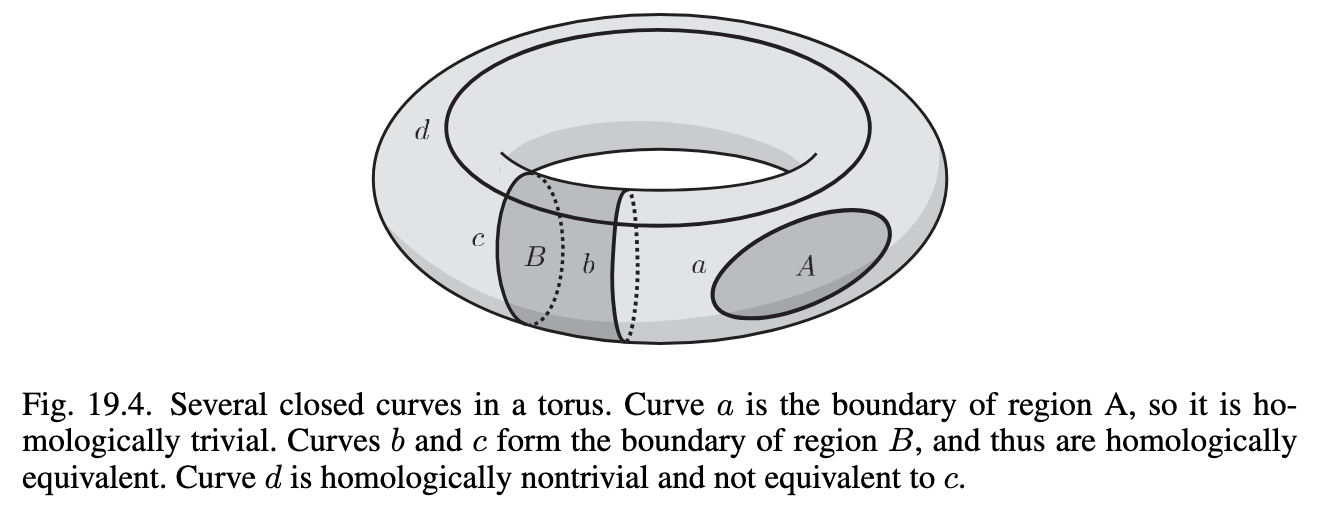 d
c
B
b
a
A
Fig. 19.4. Several closed curves in a torus. Curve a is the boundary of region A, so it is ho-
mologically trivial. Curves b and c form the boundary of region B, and thus are homologically
equivalent. Curve d is homologically nontrivial and not equivalent to c.